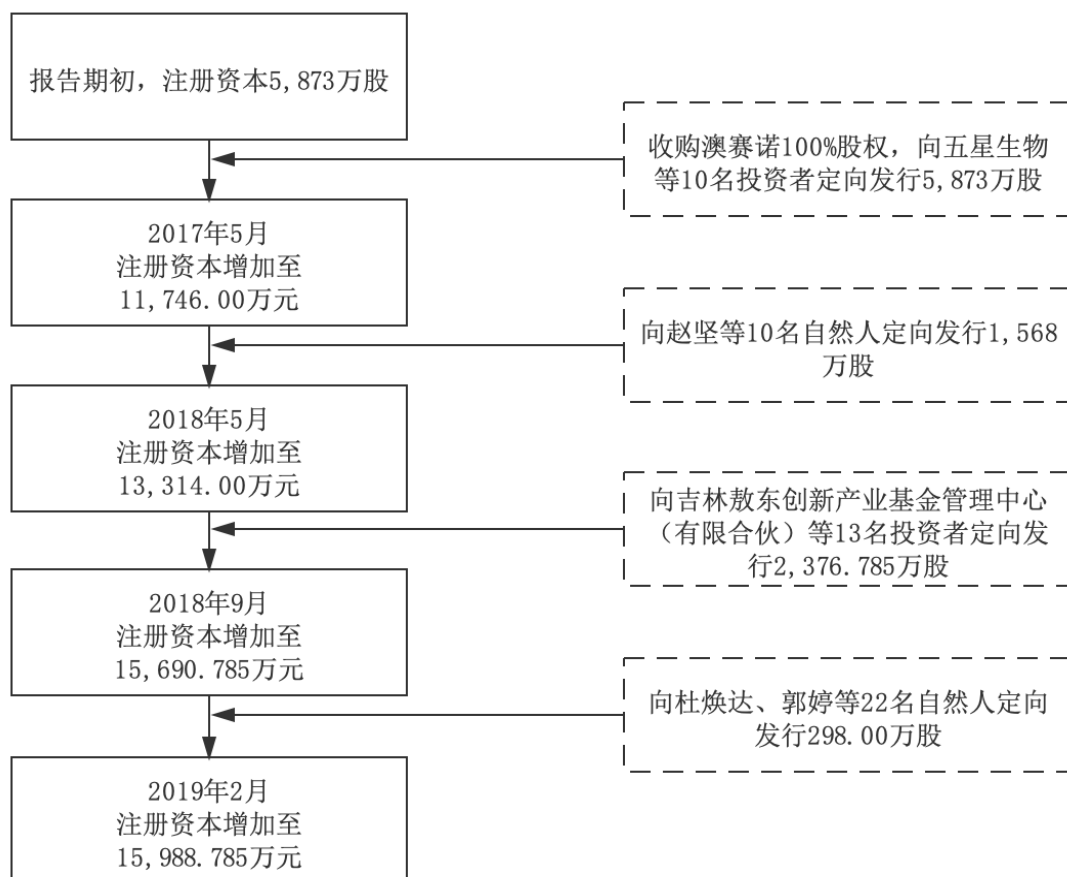 报告期初，注册资本5,873万股
收购澳赛诺100%股权，向五星生物
等10名投资者定向发行5,873万股
2017年5月
注册资本增加至
11,746.00万元
向赵坚等10名自然人定向发行1,568
万股
2018年5月
注册资本增加至
13,314.00万元
向吉林敖东创新产业基金管理中心
（有限合伙）等13名投资者定向发
行2,376.785万股
2018年9月
注册资本增加至
15,690.785万元
向杜焕达、郭婷等22名自然人定向
发行298.00万股
2019年2月
注册资本增加至
15,988.785万元